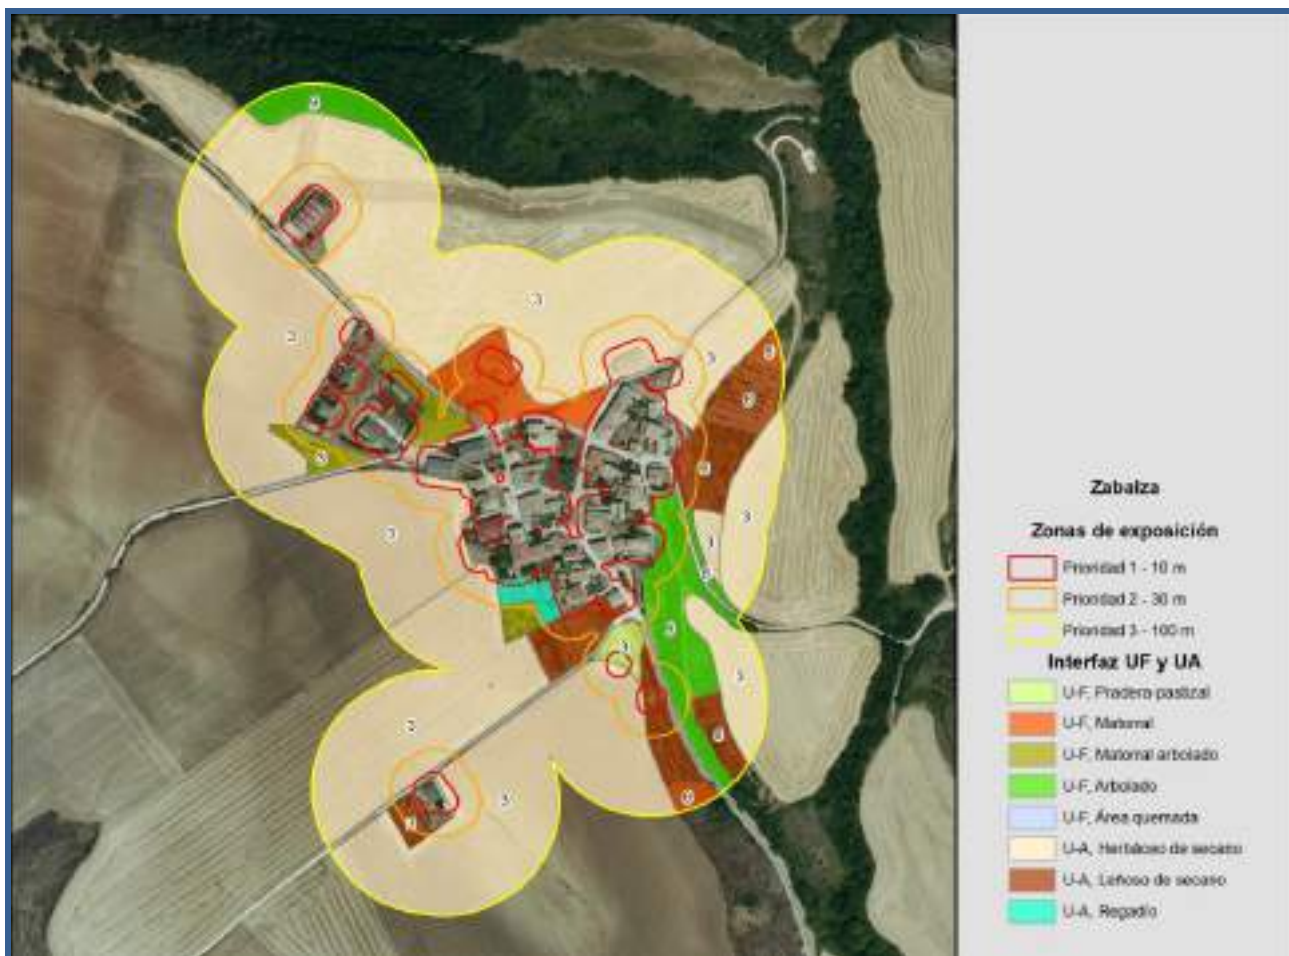 Zabalza
Zonas de exposición
Prioridad 1 - 10 m
Prioridad 2 - 30 m
Prioridad 3 - 100 m
Interfaz UF y UA
U-F, Pradera pastizal
U-F, Matorral
U-F, Matorral arbolado
U-F, Arbolado
U-F, Área quemada
U-A, Herbáceo de secano
U-A, Leñoso de secano
U-A, Regadío